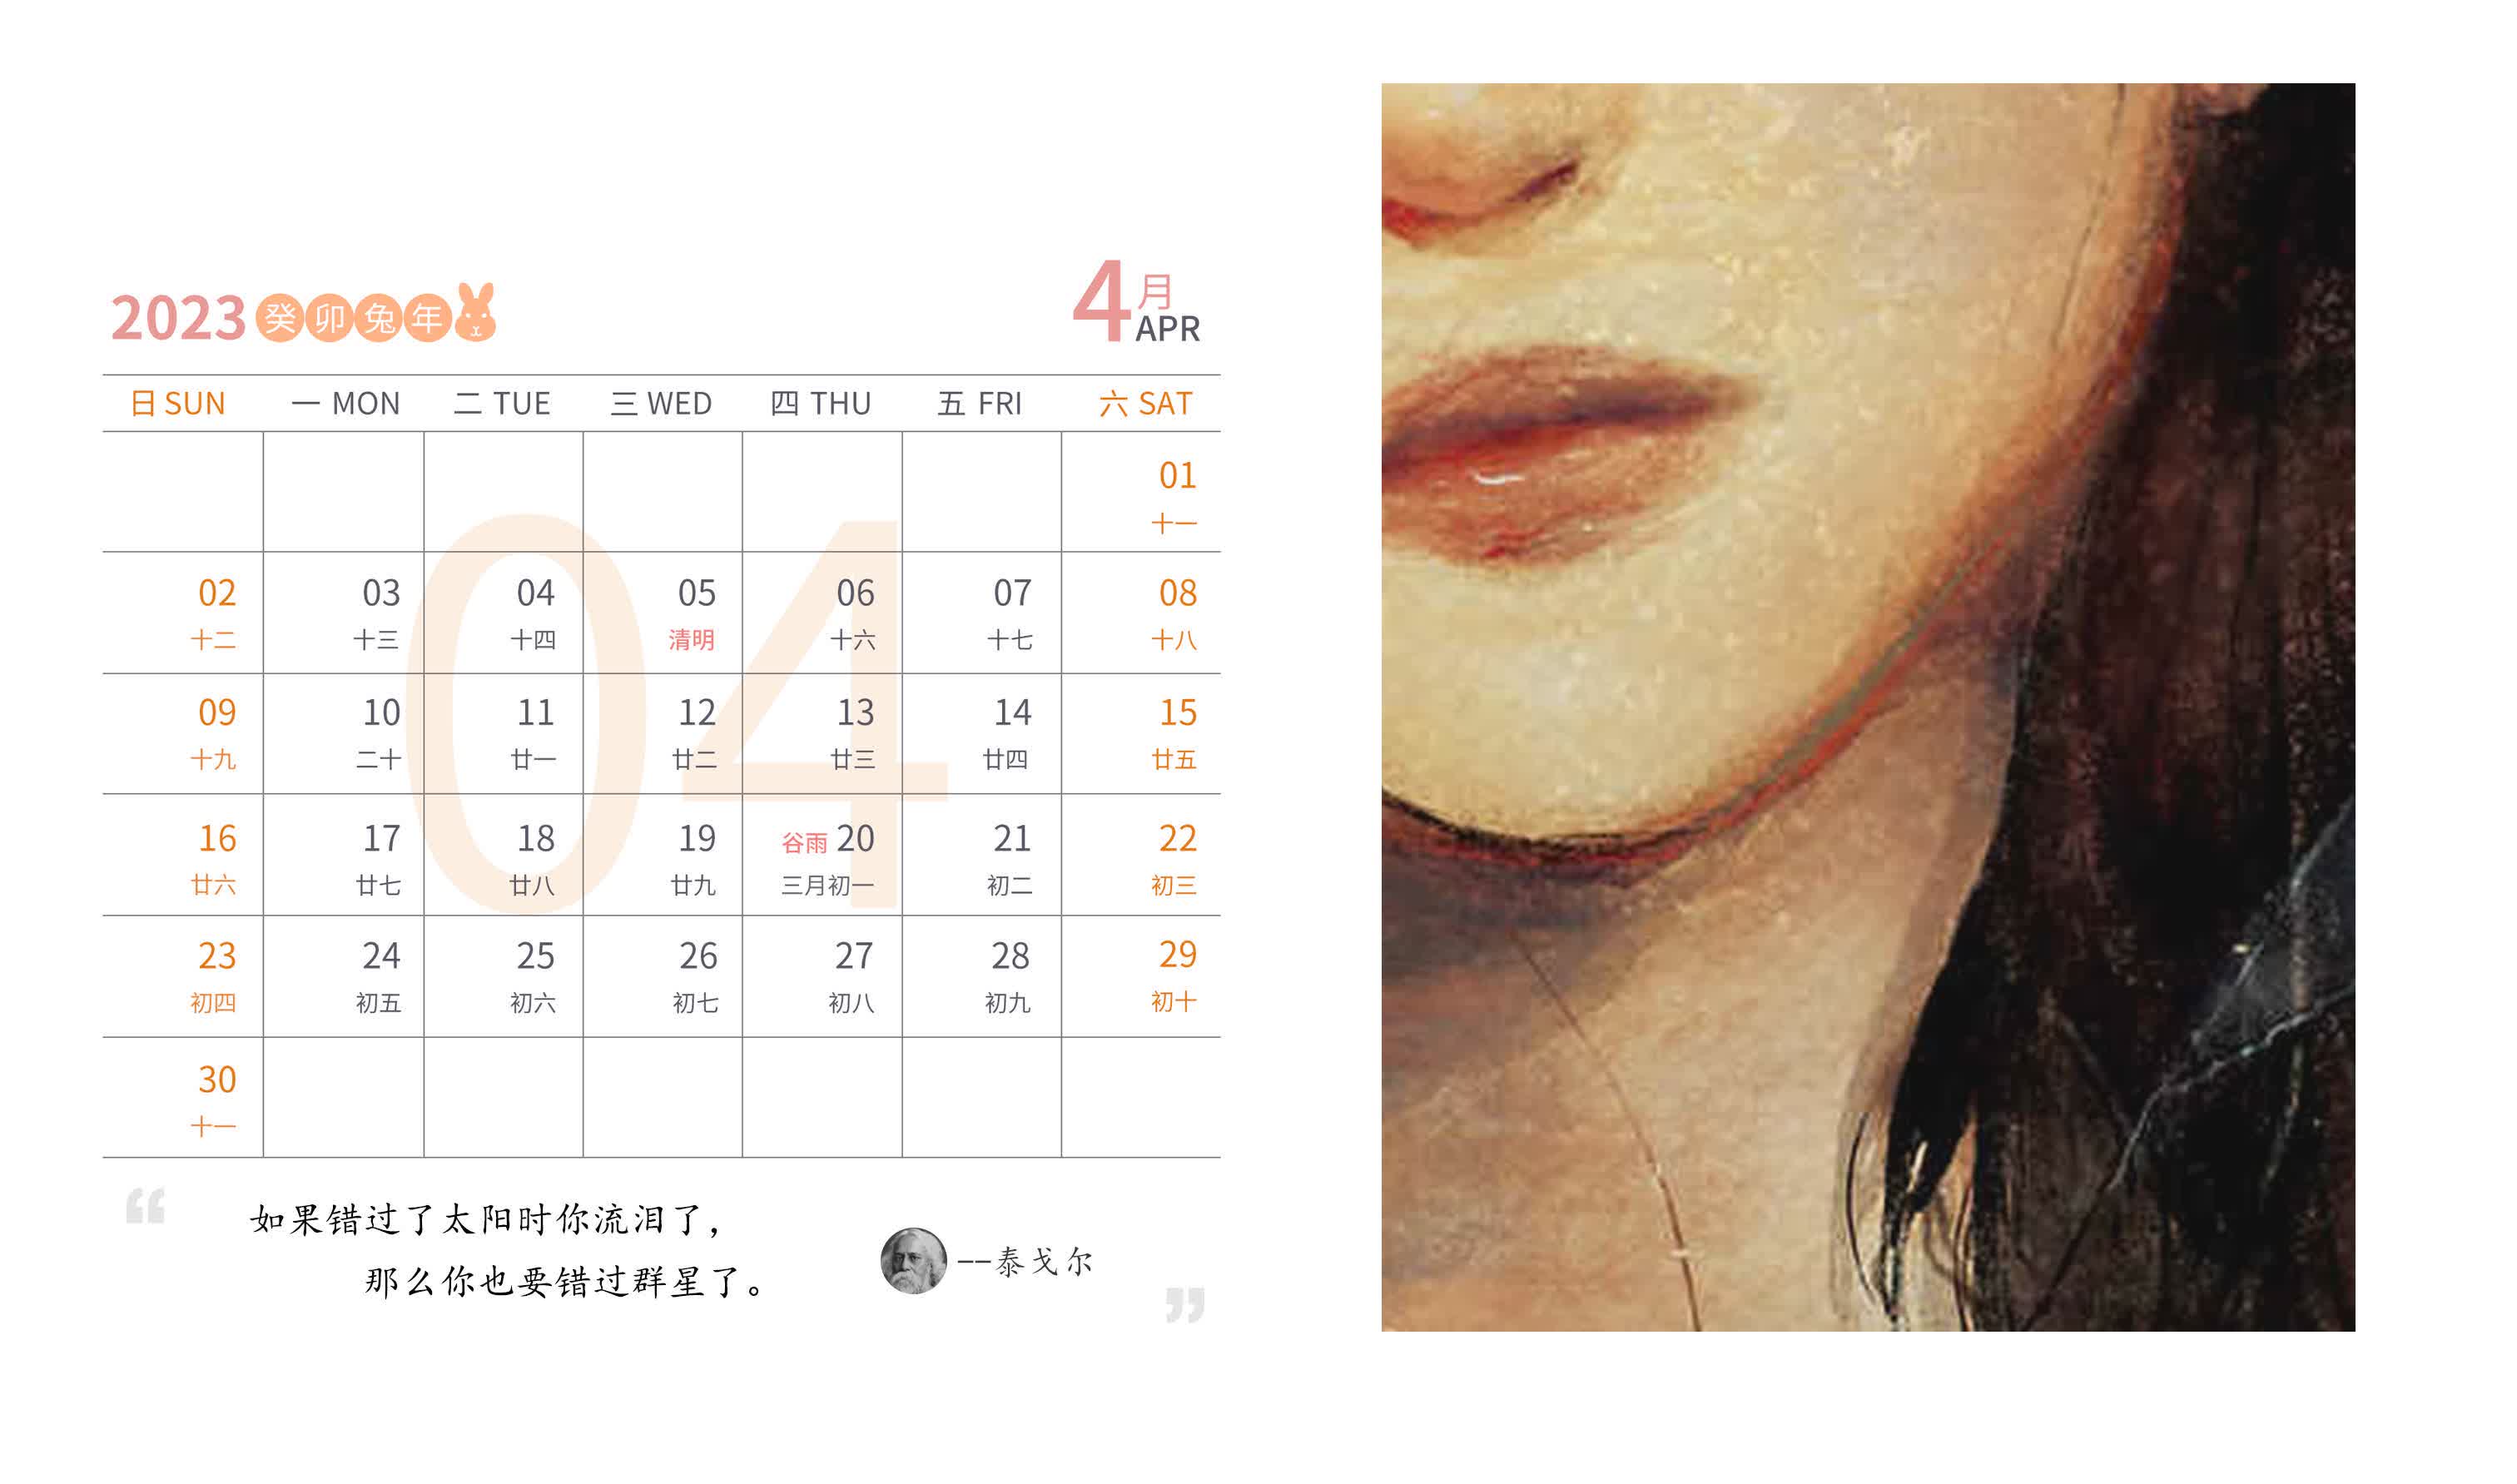 2023 癸卯兔年
4月
APR
日 SUN 一 MON 二 TUE 三 WED 四 THU 五 FRI 六 SAT
01
十一
02 03 04 05 06 07 08
十二 十三 十四 清明 十六 十七 十八
09 10 11 12 13 14 15
十九 二十 廿一 廿二 廿三 廿四 廿五
16 17 18 19 谷雨 20 21 22
廿六 廿七 廿八 廿九 三月初一 初二 初三
23 24 25 26 27 28 29
初四 初五 初六 初七 初八 初九 初十
30
十一
04
“如果错过了太阳时你流泪了，
那么你也要错过群星了。
--泰戈尔”